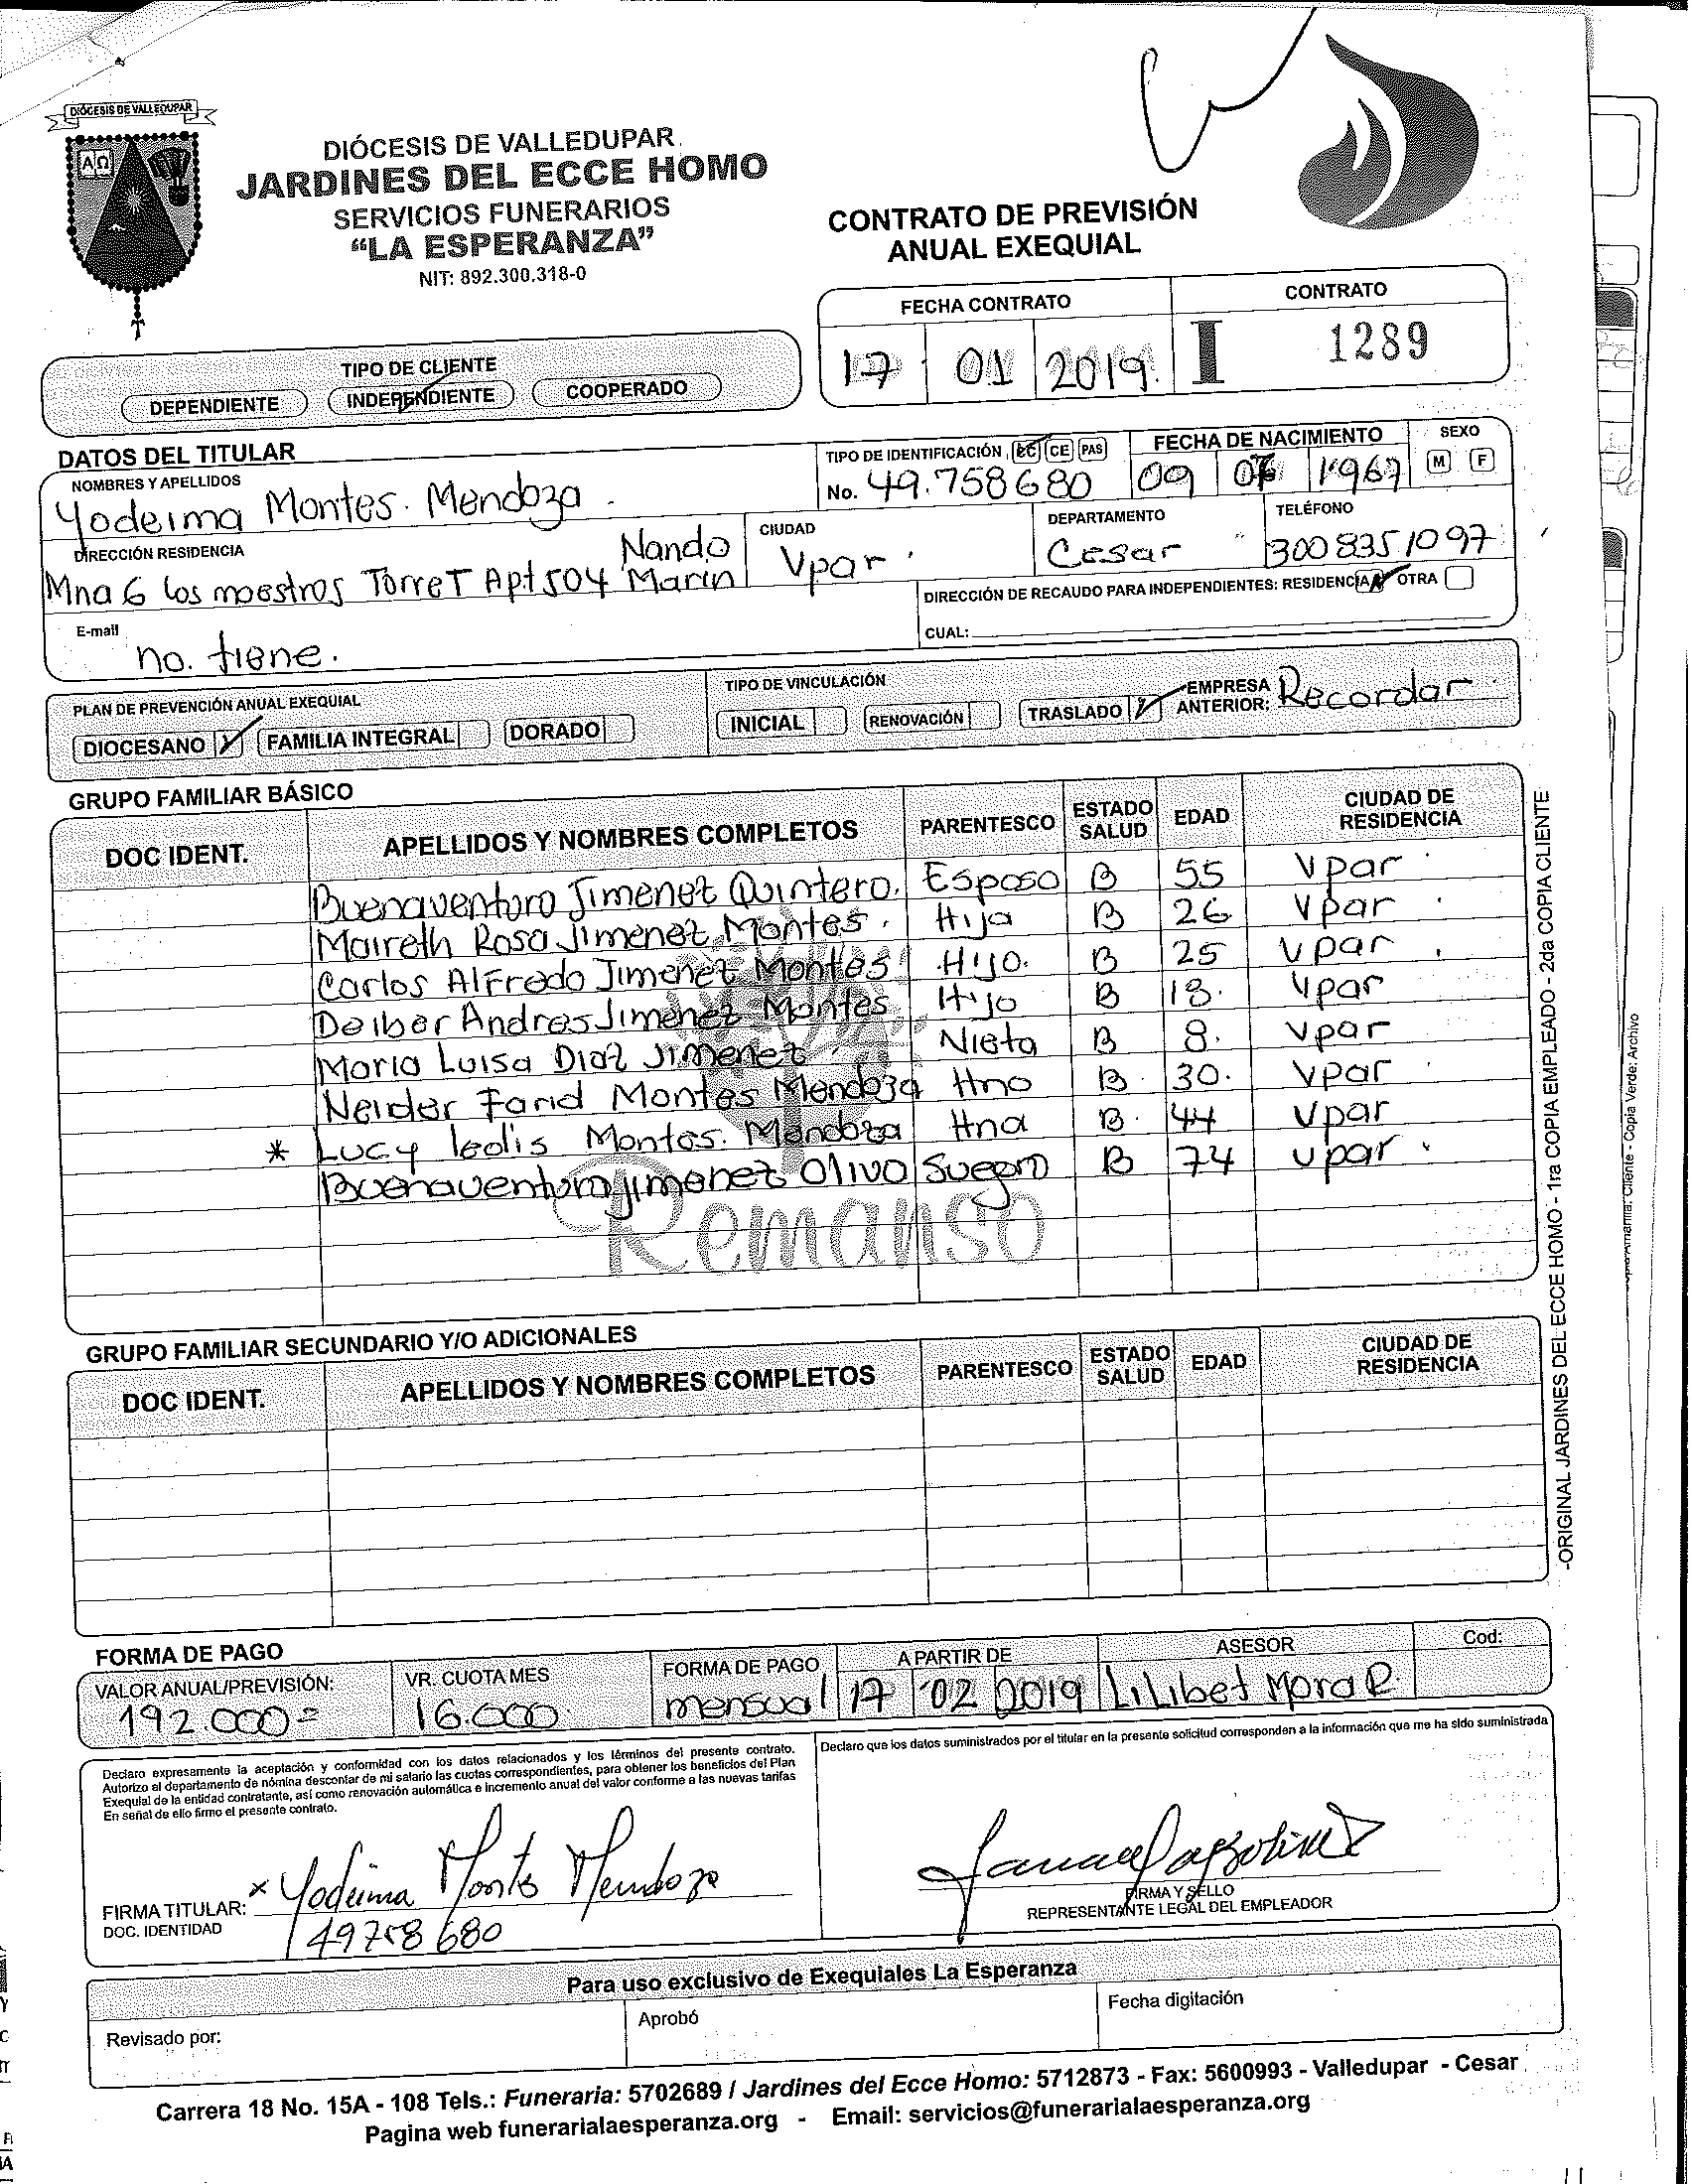 DIÓCESIS DE VALLEDUPAR
DIÓCESIS DE VALLEDUPAR
JARDINES DEL ECCE HOMO
SERVICIOS FUNERARIOS
“LA ESPERANZA”
NIT: 892.300.318-0
CONTRATO DE PREVISIÓN
ANUAL EXEQUIAL
FECHA CONTRATO CONTRATO
17 01 2019. I 1289
TIPO DE CLIENTE
DEPENDIENTE INDEPENDIENTE COOPERADO
DATOS DEL TITULAR
NOMBRES Y APELLIDOS
Yodeima Montes. Mendoza.
TIPO DE IDENTIFICACIÓN CC CE PAS
No. 49.758680
FECHA DE NACIMIENTO
09 1967
SEXO
M F
DIRECCIÓN RESIDENCIA
Mna 6 los maestros Torre T Apt 504 Nando Marin
CIUDAD
Vpar
DEPARTAMENTO
Cesar
TELÉFONO
3008351097
E-mail
no. tiene.
DIRECCIÓN DE RECAUDO PARA INDEPENDIENTES: RESIDENCIA OTRA
CUAL:
PLAN DE PREVENCIÓN ANUAL EXEQUIAL
DIOCESANO FAMILIA INTEGRAL DORADO
TIPO DE VINCULACIÓN
INICIAL RENOVACIÓN TRASLADO
EMPRESA ANTERIOR: Recordar
GRUPO FAMILIAR BÁSICO
DOC IDENT. APELLIDOS Y NOMBRES COMPLETOS PARENTESCO ESTADO SALUD EDAD CIUDAD DE RESIDENCIA
Buenaventura Jimenez Quintero. Esposo B 55 Vpar
Maireth Rosa Jimenez Montes. Hija B 26 Vpar
Carlos Alfredo Jimenez Montes Hijo. B 25 Vpar
Deiber Andres Jimenez Montes Hijo B 18. Vpar
Maria Luisa Diaz Jimenez Nieta B 8. Vpar
Neider Farid Montes Mendoza Hno B 30. Vpar
* Lucy leolis Montes. Mendoza Hna B. 44 Vpar
Buenaventura Jimenez Olivo Suegro B 74 Vpar
Remanso
GRUPO FAMILIAR SECUNDARIO Y/O ADICIONALES
DOC IDENT. APELLIDOS Y NOMBRES COMPLETOS PARENTESCO ESTADO SALUD EDAD CIUDAD DE RESIDENCIA
-ORIGINAL JARDINES DEL ECCE HOMO - 1ra COPIA EMPLEADO - 2da COPIA CLIENTE
Cliente - Copia Verde: Archivo
FORMA DE PAGO
VALOR ANUAL/PREVISIÓN: VR. CUOTA MES FORMA DE PAGO A PARTIR DE ASESOR Cod:
192.000= 16.000 mensual 17 02 2019 Lilibet Mora R
Declaro expresamente la aceptación y conformidad con los datos relacionados y los términos del presente contrato.
Autorizo el departamento de nómina descontar de mi salario las cuotas correspondientes, para obtener los beneficios del Plan
Exequial de la entidad contratante, así como renovación automática e incremento anual del valor conforme a las nuevas tarifas
En señal de ello firmo el presente contrato.
Declaro que los datos suministrados por el titular en la presente solicitud corresponden a la información que me ha sido suministrada
FIRMA TITULAR: x Yodeima Montes Mendoza
DOC. IDENTIDAD 49758680
FIRMA Y SELLO
REPRESENTANTE LEGAL DEL EMPLEADOR
Para uso exclusivo de Exequiales La Esperanza
Revisado por: Aprobó Fecha digitación
Carrera 18 No. 15A - 108 Tels.: Funeraria: 5702689 / Jardines del Ecce Homo: 5712873 - Fax: 5600993 - Valledupar - Cesar
Pagina web funerarialaesperanza.org - Email: servicios@funerarialaesperanza.org